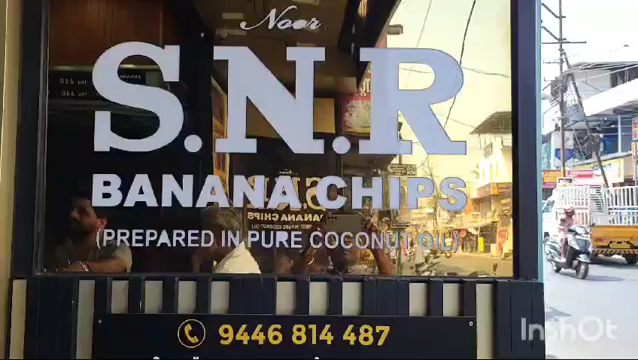 Noor
S.N.R
BANANA CHIPS
(PREPARED IN PURE COCONUT OIL)
9446 814 487
InShOt